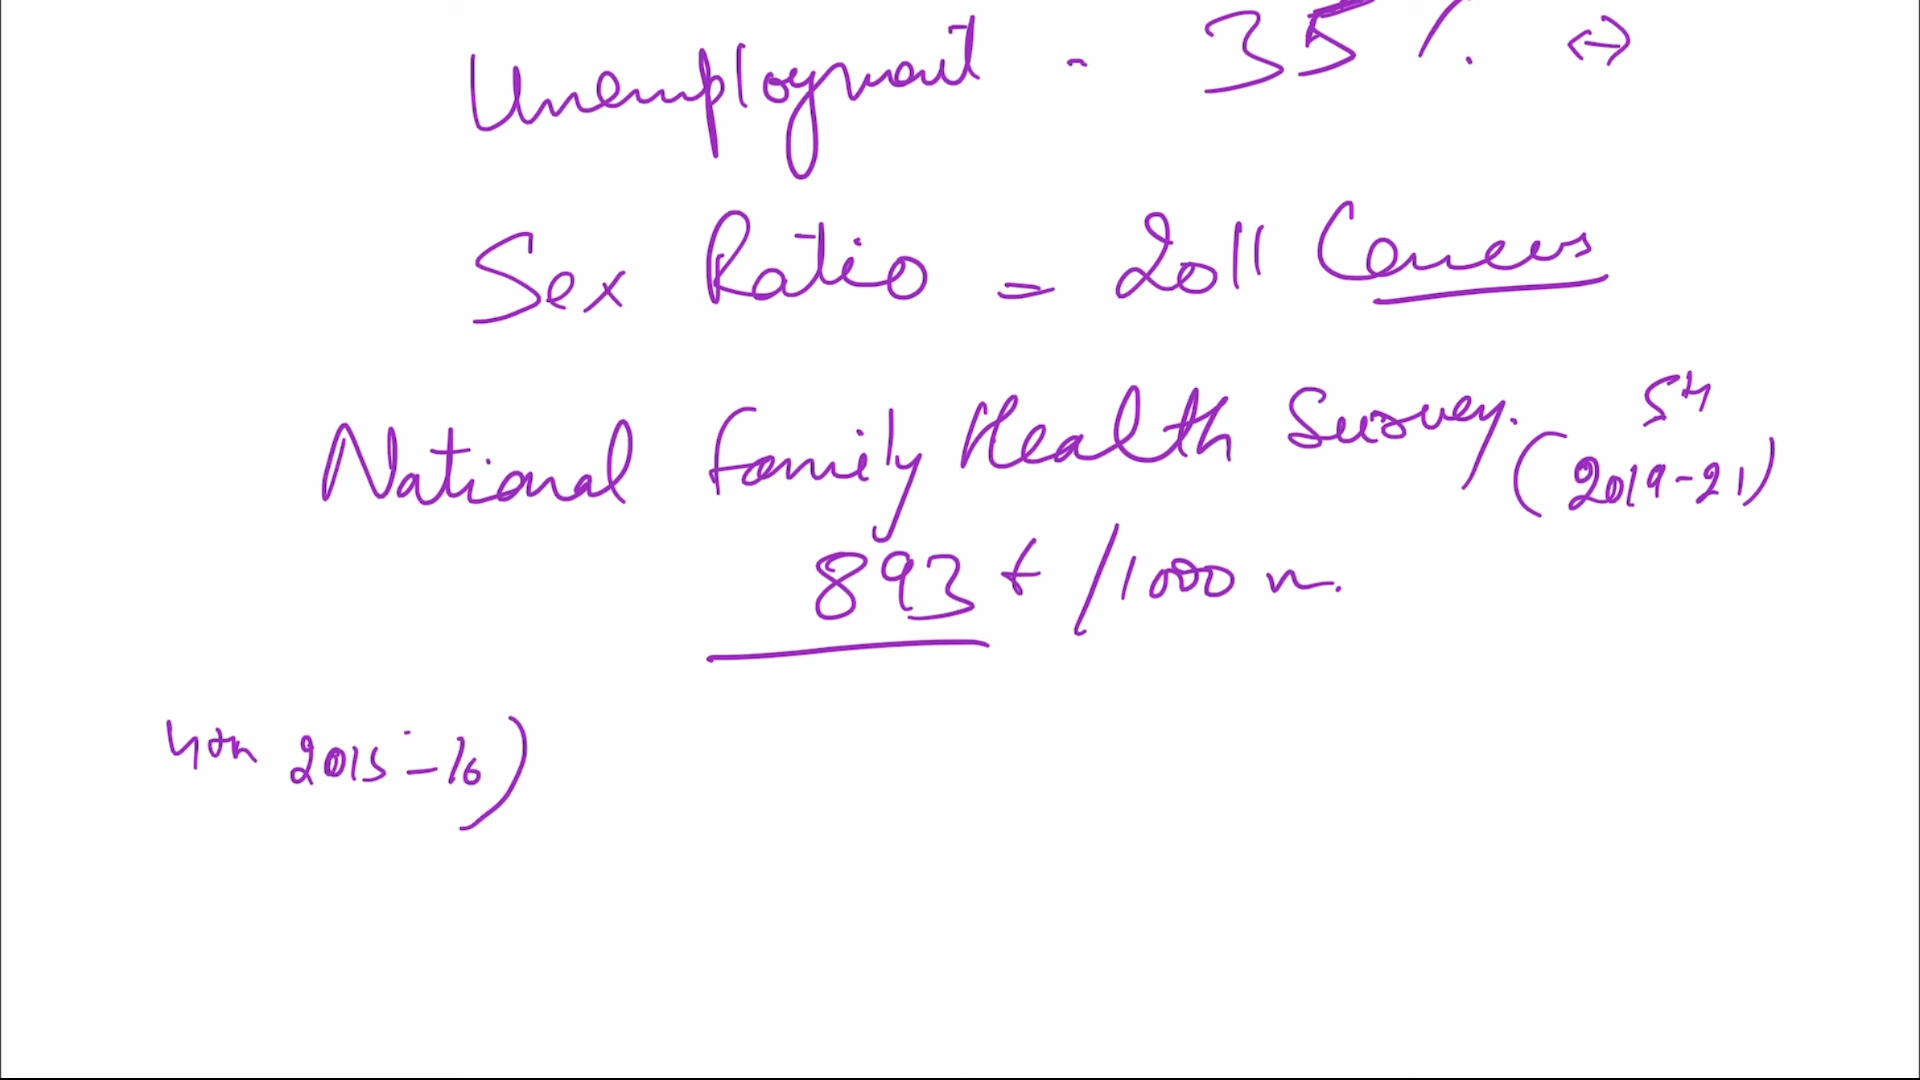 Unemployment - 35% ↔
Sex Ratio = 2011 Census
National Family Health Survey. 5th (2019-21)
893 f /1000 m.
4th 2015-16)